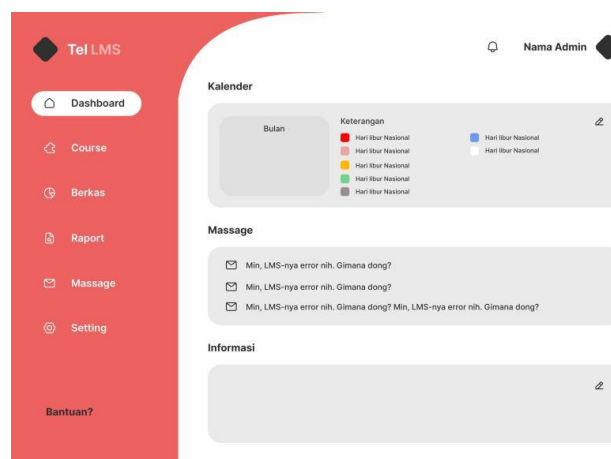 Tel LMS
Nama Admin
Dashboard
Course
Berkas
Raport
Massage
Setting
Bantuan?
Kalender
Bulan
Keterangan
Hari libur Nasional
Hari libur Nasional
Hari libur Nasional
Hari libur Nasional
Hari libur Nasional
Hari libur Nasional
Hari libur Nasional
Massage
Min, LMS-nya error nih. Gimana dong?
Min, LMS-nya error nih. Gimana dong?
Min, LMS-nya error nih. Gimana dong? Min, LMS-nya error nih. Gimana dong?
Informasi